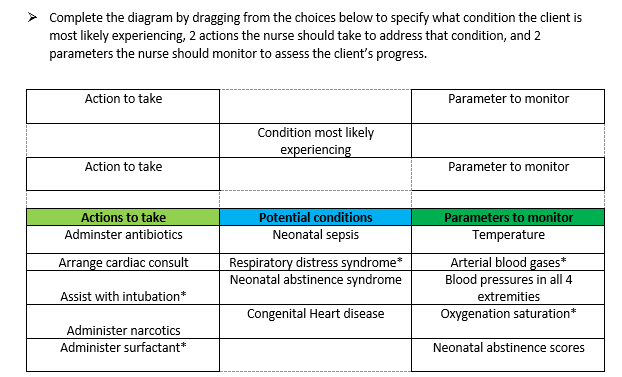 ➢ Complete the diagram by dragging from the choices below to specify what condition the client is
most likely experiencing, 2 actions the nurse should take to address that condition, and 2
parameters the nurse should monitor to assess the client's progress.
Action to take
Parameter to monitor
Condition most likely
experiencing
Action to take
Parameter to monitor
Actions to take
Potential conditions
Parameters to monitor
Adminster antibiotics
Neonatal sepsis
Temperature
Arrange cardiac consult
Respiratory distress syndrome*
Arterial blood gases*
Assist with intubation*
Neonatal abstinence syndrome
Blood pressures in all 4
extremities
Administer narcotics
Congenital Heart disease
Oxygenation saturation*
Administer surfactant*
Neonatal abstinence scores